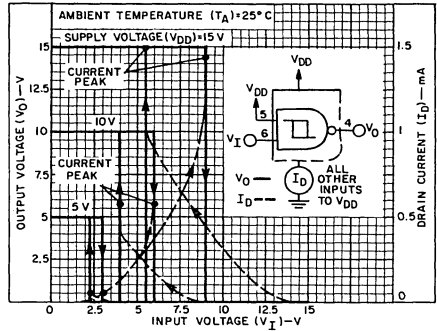 AMBIENT TEMPERATURE (TA)=25°C
SUPPLY VOLTAGE (VDD)=15 V
CURRENT
PEAK
10V
CURRENT
PEAK
5 V
OUTPUT VOLTAGE (VO)—V
15
12.5
10
7.5
5
2.5
0
2.5
5
7.5
10
12.5
15
INPUT VOLTAGE (VI)—V
DRAIN CURRENT (ID)—mA
1.5
1
0.5
0
VDD
VDD
5
6
4
VI
VO
VO —
ID ---
ID
ALL
OTHER
INPUTS
TO VDD